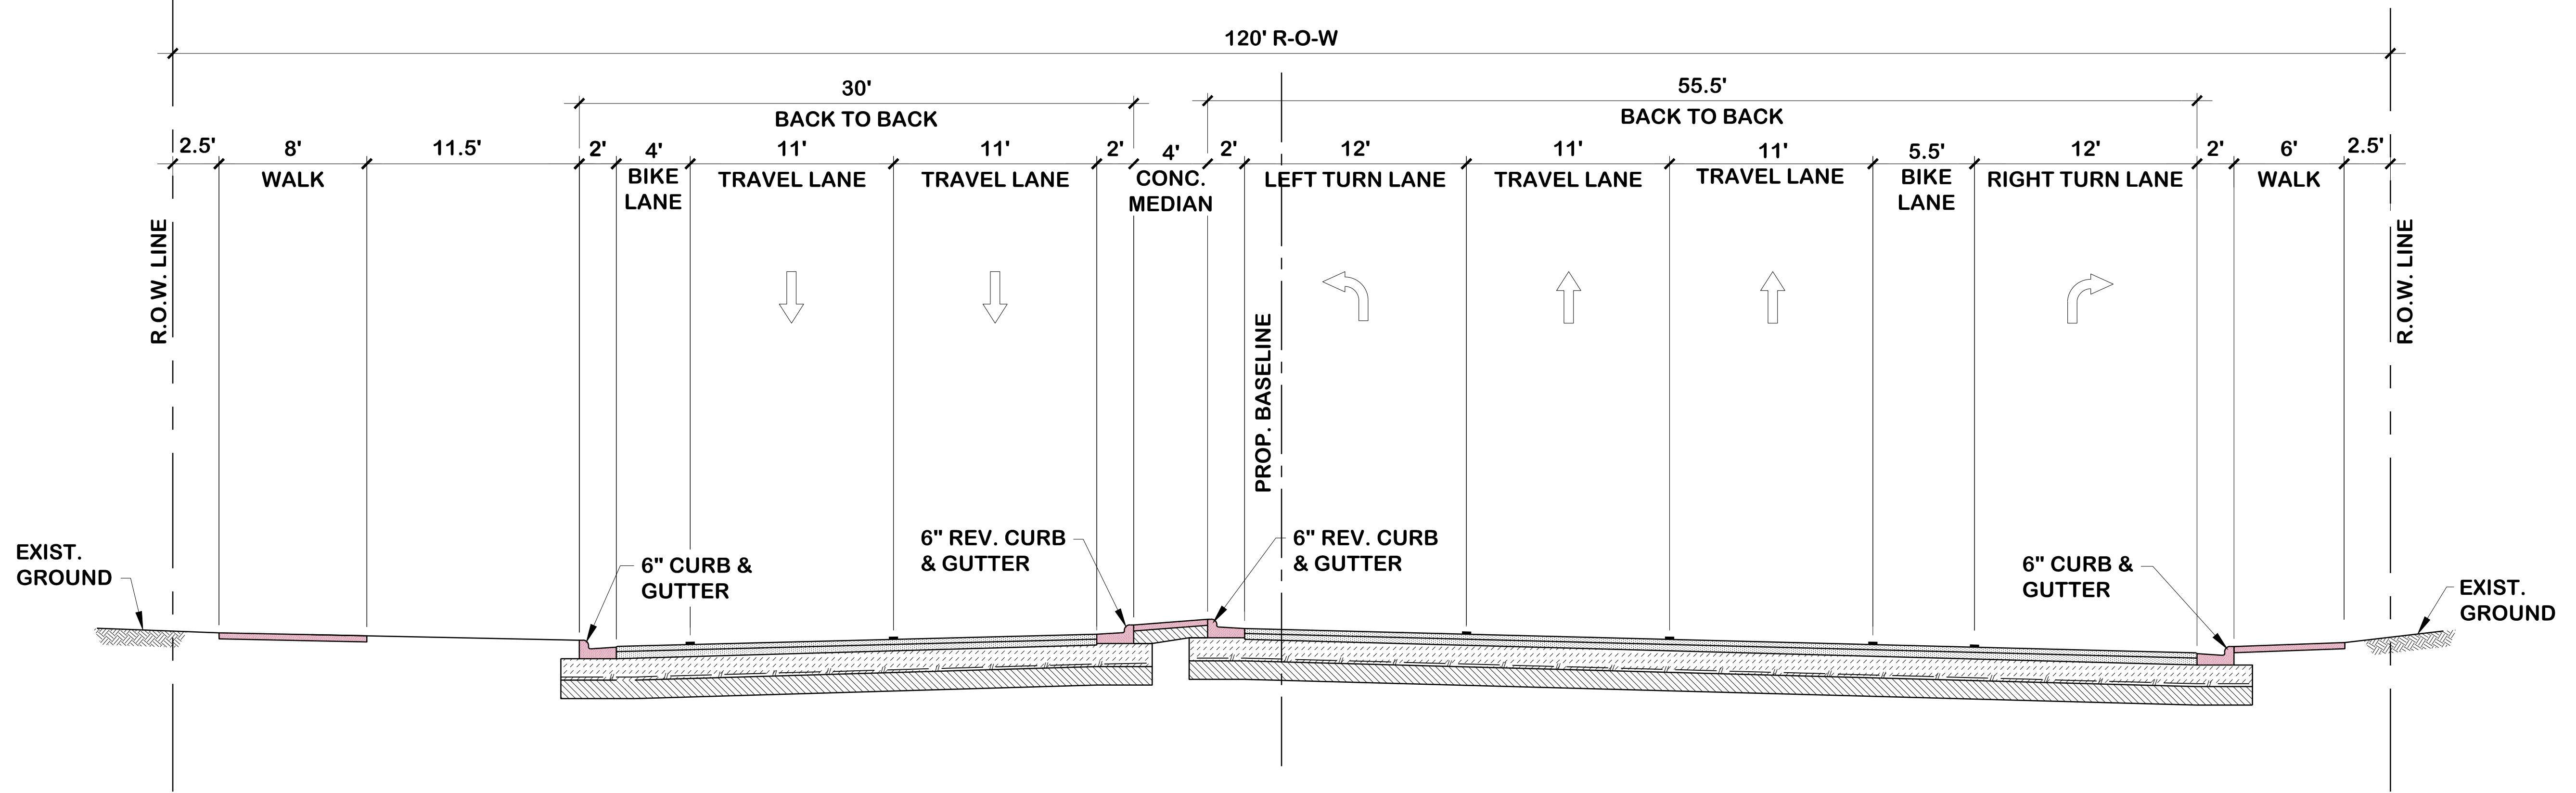 120' R-O-W
30'
BACK TO BACK
55.5'
BACK TO BACK
2.5'
8'
WALK
11.5'
2'
4'
BIKE
LANE
11'
TRAVEL LANE
11'
TRAVEL LANE
2'
4'
CONC.
MEDIAN
2'
12'
LEFT TURN LANE
11'
TRAVEL LANE
11'
TRAVEL LANE
5.5'
BIKE
LANE
12'
RIGHT TURN LANE
2'
6'
WALK
2.5'
R.O.W. LINE
PROP. BASELINE
R.O.W. LINE
EXIST.
GROUND
6" CURB &
GUTTER
6" REV. CURB
& GUTTER
6" REV. CURB
& GUTTER
6" CURB &
GUTTER
EXIST.
GROUND